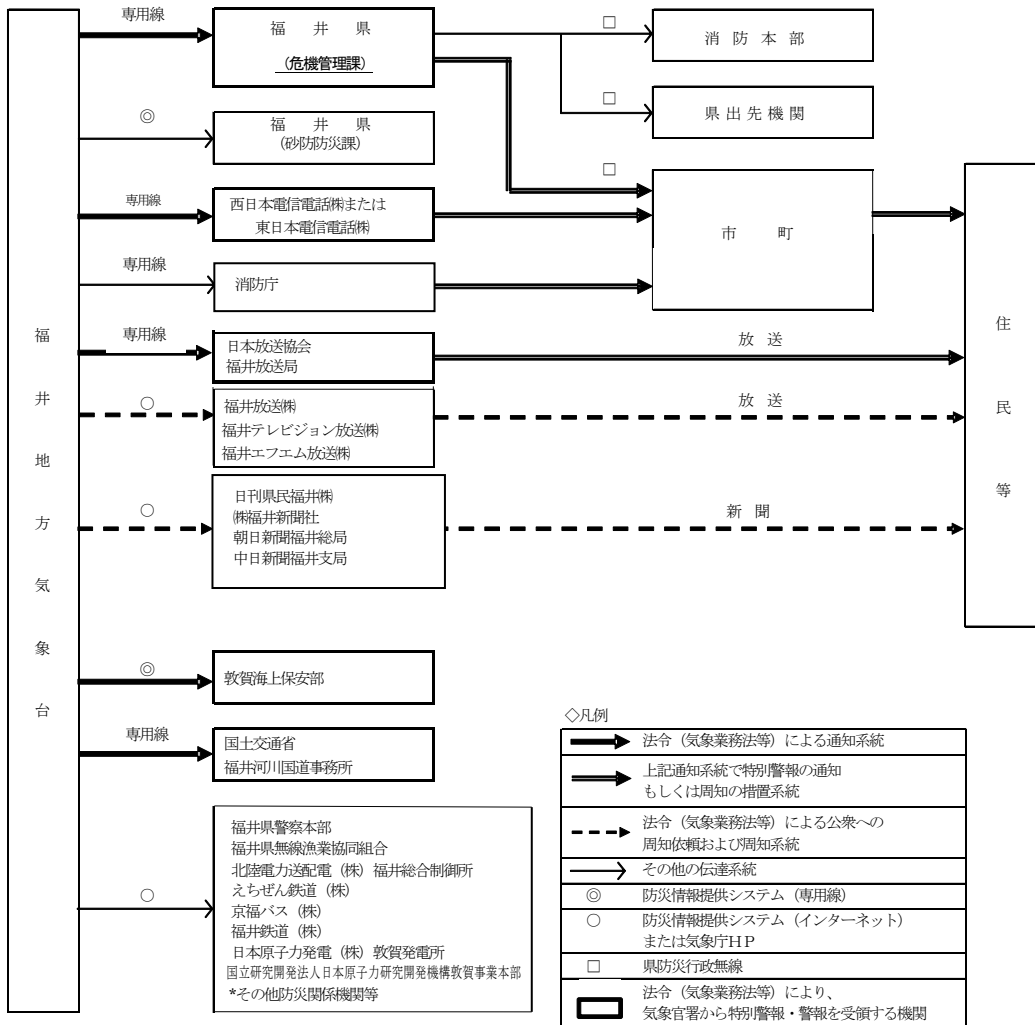 福井地方気象台
専用線
福井県
(危機管理課)
◎
福井県
(砂防防災課)
専用線
西日本電信電話㈱または
東日本電信電話㈱
専用線
消防庁
専用線
日本放送協会
福井放送局
○
福井放送㈱
福井テレビジョン放送㈱
福井エフエム放送㈱
○
日刊県民福井㈱
㈱福井新聞社
朝日新聞福井総局
中日新聞福井支局
◎
敦賀海上保安部
専用線
国土交通省
福井河川国道事務所
○
福井県警察本部
福井県無線漁業協同組合
北陸電力送配電（株）福井総合制御所
えちぜん鉄道（株）
京福バス（株）
福井鉄道（株）
日本原子力発電（株）敦賀発電所
国立研究開発法人日本原子力研究開発機構敦賀事業本部
*その他防災関係機関等
□
消防本部
□
県出先機関
□
市町
放送
放送
新聞
住民等
◇凡例
法令（気象業務法等）による通知系統
上記通知系統で特別警報の通知
もしくは周知の措置系統
法令（気象業務法等）による公衆への
周知依頼および周知系統
その他の伝達系統
◎ 防災情報提供システム（専用線）
○ 防災情報提供システム（インターネット）
または気象庁ＨＰ
□ 県防災行政無線
法令（気象業務法等）により、
気象官署から特別警報・警報を受領する機関